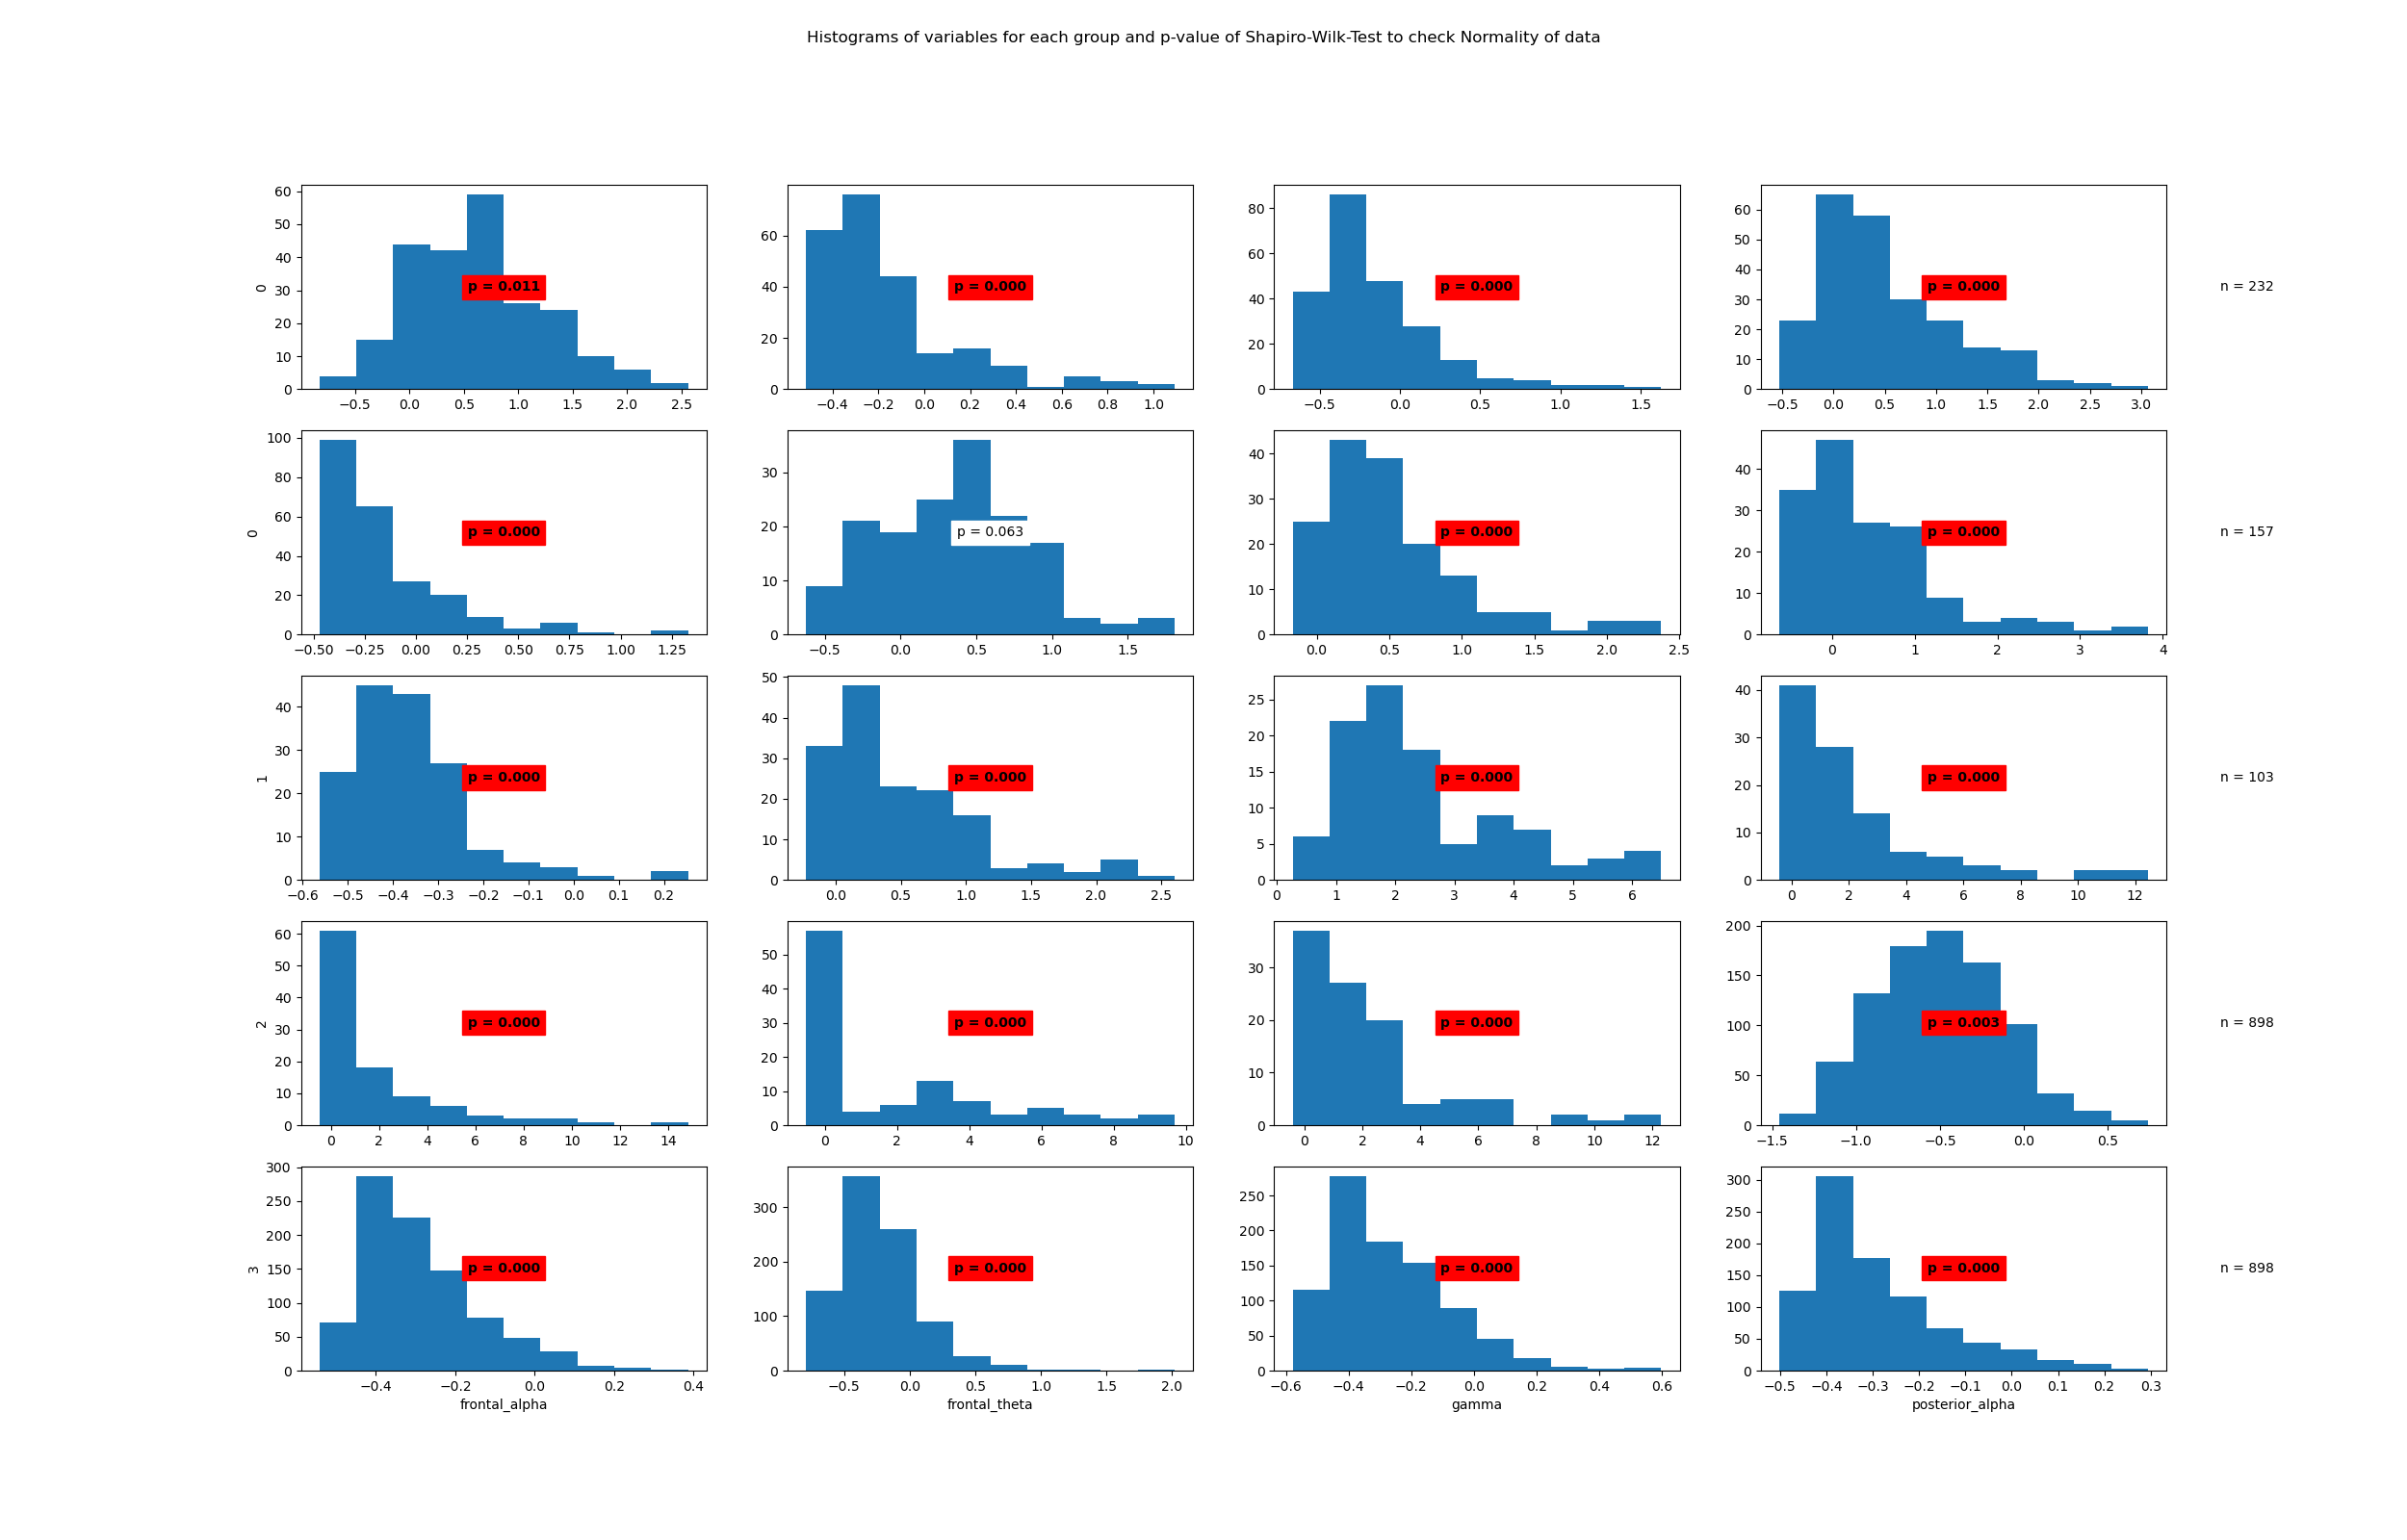 Histograms of variables for each group and p-value of Shapiro-Wilk-Test to check Normality of data
60
50
40
30
20
10
0
0
p = 0.011
−0.5 0.0 0.5 1.0 1.5 2.0 2.5
60
40
20
0
p = 0.000
−0.4 −0.2 0.0 0.2 0.4 0.6 0.8 1.0
80
60
40
20
0
p = 0.000
−0.5 0.0 0.5 1.0 1.5
60
50
40
30
20
10
0
p = 0.000
−0.5 0.0 0.5 1.0 1.5 2.0 2.5 3.0
n = 232
100
80
60
40
20
0
0
p = 0.000
−0.50 −0.25 0.00 0.25 0.50 0.75 1.00 1.25
30
20
10
0
p = 0.063
−0.5 0.0 0.5 1.0 1.5
40
30
20
10
0
p = 0.000
0.0 0.5 1.0 1.5 2.0 2.5
40
30
20
10
0
p = 0.000
0 1 2 3 4
n = 157
40
30
20
10
0
1
p = 0.000
−0.6 −0.5 −0.4 −0.3 −0.2 −0.1 0.0 0.1 0.2
50
40
30
20
10
0
p = 0.000
0.0 0.5 1.0 1.5 2.0 2.5
25
20
15
10
5
0
p = 0.000
0 1 2 3 4 5 6
40
30
20
10
0
p = 0.000
0 2 4 6 8 10 12
n = 103
60
50
40
30
20
10
0
2
p = 0.000
0 2 4 6 8 10 12 14
50
40
30
20
10
0
p = 0.000
0 2 4 6 8 10
30
20
10
0
p = 0.000
0 2 4 6 8 10 12
200
150
100
50
0
p = 0.003
−1.5 −1.0 −0.5 0.0 0.5
n = 898
300
250
200
150
100
50
0
3
p = 0.000
−0.4 −0.2 0.0 0.2 0.4
frontal_alpha
300
200
100
0
p = 0.000
−0.5 0.0 0.5 1.0 1.5 2.0
frontal_theta
250
200
150
100
50
0
p = 0.000
−0.6 −0.4 −0.2 0.0 0.2 0.4 0.6
gamma
300
250
200
150
100
50
0
p = 0.000
−0.5 −0.4 −0.3 −0.2 −0.1 0.0 0.1 0.2 0.3
posterior_alpha
n = 898